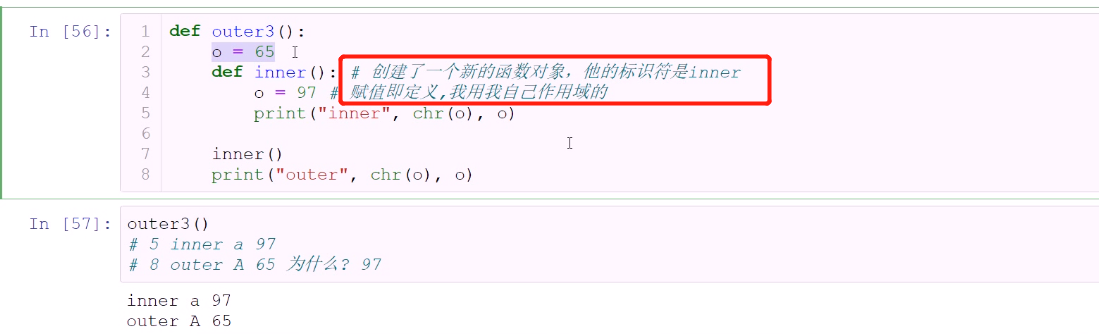 In [56]:
1 def outer3():
2     o = 65
3     def inner(): # 创建了一个新的函数对象，他的标识符是inner
4         o = 97 # 赋值即定义,我用我自己作用域的
5         print("inner", chr(o), o)
6
7     inner()
8     print("outer", chr(o), o)
In [57]:
outer3()
# 5 inner a 97
# 8 outer A 65 为什么? 97
inner a 97
outer A 65